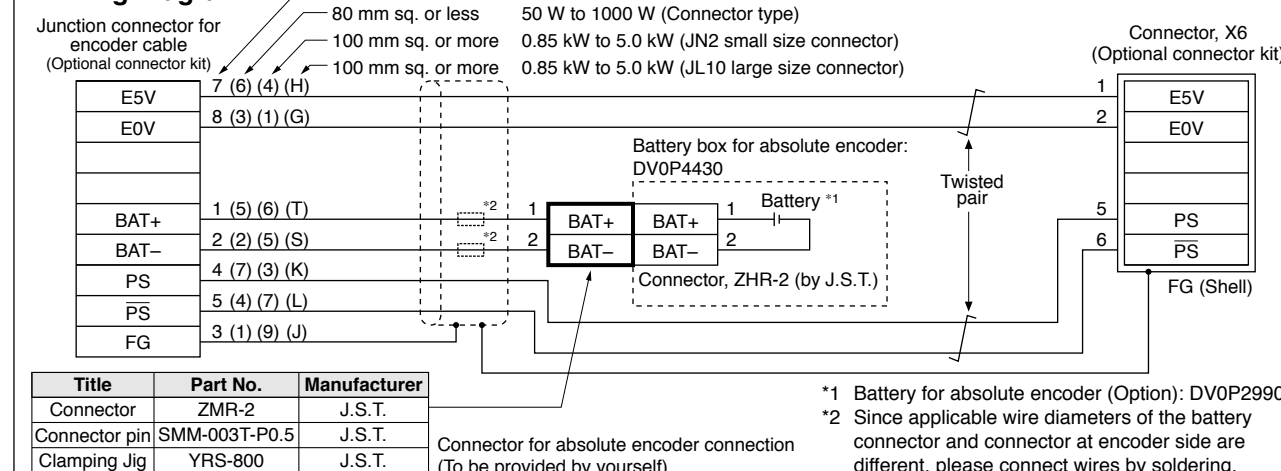 80 mm sq. or less 50 W to 1000 W (Connector type)
100 mm sq. or more 0.85 kW to 5.0 kW (JN2 small size connector)
100 mm sq. or more 0.85 kW to 5.0 kW (JL10 large size connector)
Junction connector for
encoder cable
(Optional connector kit)
Connector, X6
(Optional connector kit)
E5V 7 (6) (4) (H) 1 E5V
E0V 8 (3) (1) (G) 2 E0V
Battery box for absolute encoder:
DV0P4430
Twisted
pair
BAT+ 1 (5) (6) (T) *2 1 BAT+ BAT+ 1 Battery *1 5 PS
BAT– 2 (2) (5) (S) *2 2 BAT– BAT– 2 6 P̅S̅
PS 4 (7) (3) (K) Connector, ZHR-2 (by J.S.T.)
P̅S̅ 5 (4) (7) (L) FG (Shell)
FG 3 (1) (9) (J)
Title Part No. Manufacturer
Connector ZMR-2 J.S.T.
Connector pin SMM-003T-P0.5 J.S.T.
Clamping Jig YRS-800 J.S.T.
Connector for absolute encoder connection
(To be provided by yourself)
*1 Battery for absolute encoder (Option): DV0P2990
*2 Since applicable wire diameters of the battery
connector and connector at encoder side are
different, please connect wires by soldering.